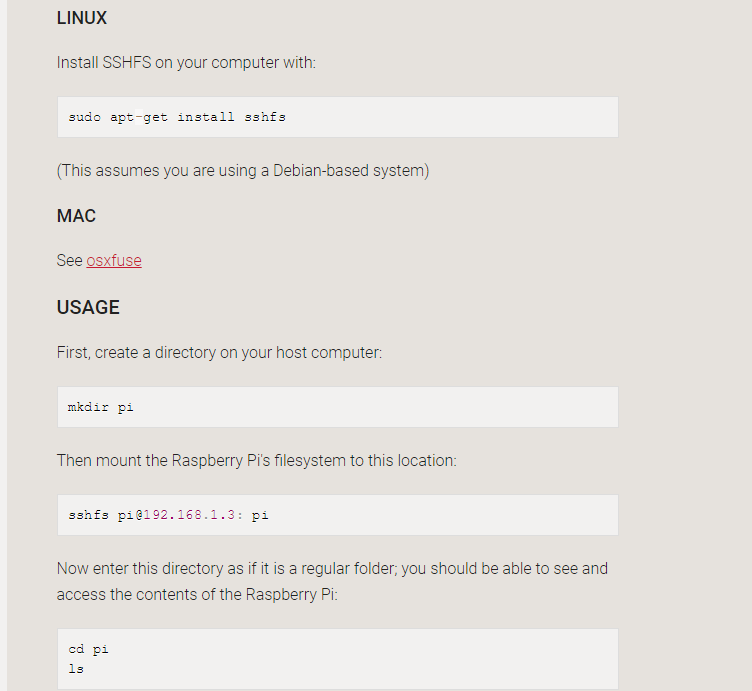 LINUX
Install SSHFS on your computer with:
sudo apt-get install sshfs
(This assumes you are using a Debian-based system)
MAC
See osxfuse
USAGE
First, create a directory on your host computer:
mkdir pi
Then mount the Raspberry Pi's filesystem to this location:
sshfs pi@192.168.1.3: pi
Now enter this directory as if it is a regular folder; you should be able to see and
access the contents of the Raspberry Pi:
cd pi
ls